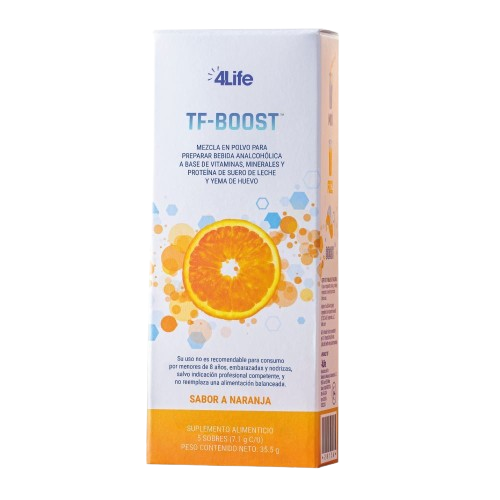 4Life
TF-BOOST™
MEZCLA EN POLVO PARA
PREPARAR BEBIDA ANALCOHÓLICA
A BASE DE VITAMINAS, MINERALES Y
PROTEÍNA DE SUERO DE LECHE
Y YEMA DE HUEVO
Su uso no es recomendable para consumo
por menores de 8 años, embarazadas y nodrizas,
salvo indicación profesional competente, y
no reemplaza una alimentación balanceada.
SABOR A NARANJA
SUPLEMENTO ALIMENTICIO
5 SOBRES (7.1 g C/U)
PESO CONTENIDO NETO: 35.5 g